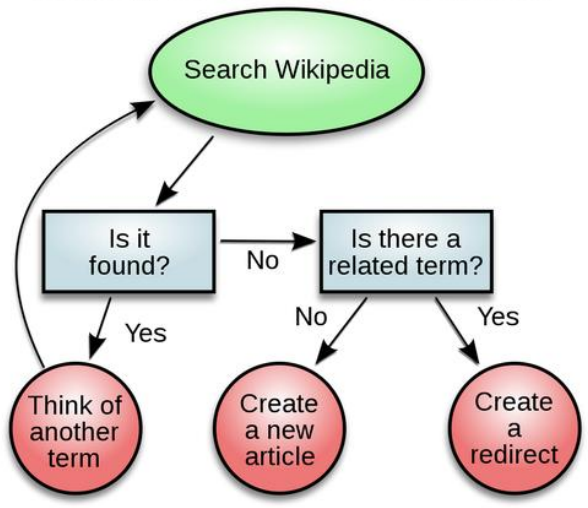 Search Wikipedia
Is it
found?
No
Is there a
related term?
Yes
No
Yes
Think of
another
term
Create
a new
article
Create
a
redirect